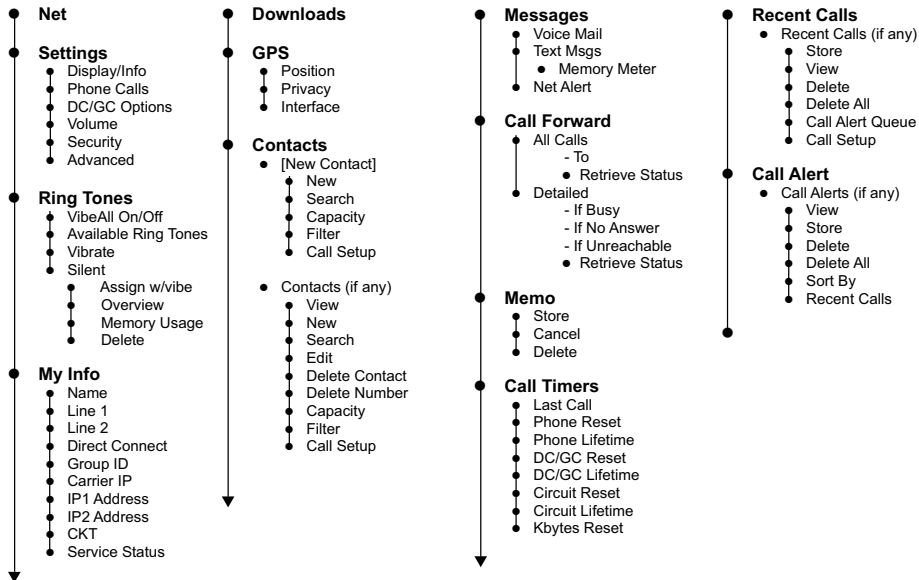 Net
Settings
Display/Info
Phone Calls
DC/GC Options
Volume
Security
Advanced
Ring Tones
VibeAll On/Off
Available Ring Tones
Vibrate
Silent
Assign w/vibe
Overview
Memory Usage
Delete
My Info
Name
Line 1
Line 2
Direct Connect
Group ID
Carrier IP
IP1 Address
IP2 Address
CKT
Service Status
Downloads
GPS
Position
Privacy
Interface
Contacts
[New Contact]
New
Search
Capacity
Filter
Call Setup
Contacts (if any)
View
New
Search
Edit
Delete Contact
Delete Number
Capacity
Filter
Call Setup
Messages
Voice Mail
Text Msgs
Memory Meter
Net Alert
Call Forward
All Calls
- To
Retrieve Status
Detailed
- If Busy
- If No Answer
- If Unreachable
Retrieve Status
Memo
Store
Cancel
Delete
Call Timers
Last Call
Phone Reset
Phone Lifetime
DC/GC Reset
DC/GC Lifetime
Circuit Reset
Circuit Lifetime
Kbytes Reset
Recent Calls
Recent Calls (if any)
Store
View
Delete
Delete All
Call Alert Queue
Call Setup
Call Alert
Call Alerts (if any)
View
Store
Delete
Delete All
Sort By
Recent Calls